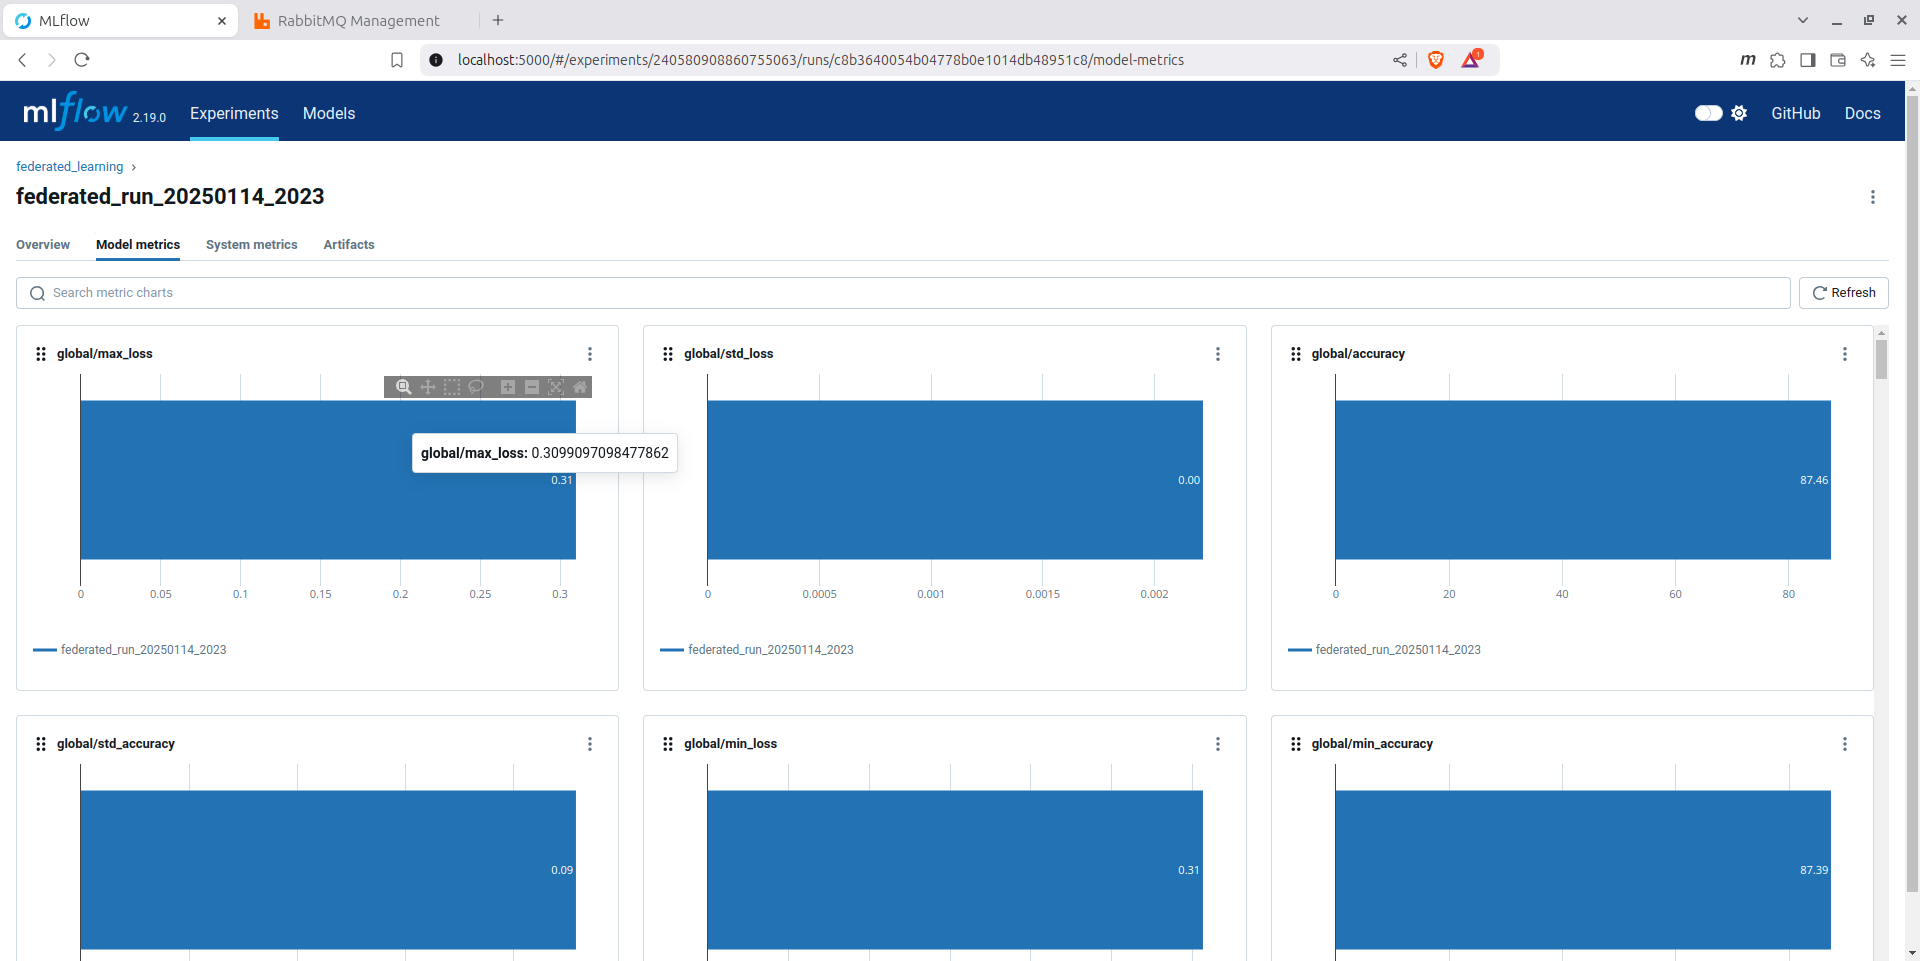 MLflow
RabbitMQ Management
localhost:5000/#/experiments/240580908860755063/runs/c8b3640054b04778b0e1014db48951c8/model-metrics
1
m
mlflow 2.19.0
Experiments
Models
GitHub
Docs
federated_learning
federated_run_20250114_2023
Overview
Model metrics
System metrics
Artifacts
Search metric charts
Refresh
global/max_loss
global/max_loss: 0.3099097098477862
0.31
0 0.05 0.1 0.15 0.2 0.25 0.3
federated_run_20250114_2023
global/std_loss
0.00
0 0.0005 0.001 0.0015 0.002
federated_run_20250114_2023
global/accuracy
87.46
0 20 40 60 80
federated_run_20250114_2023
global/std_accuracy
0.09
global/min_loss
0.31
global/min_accuracy
87.39